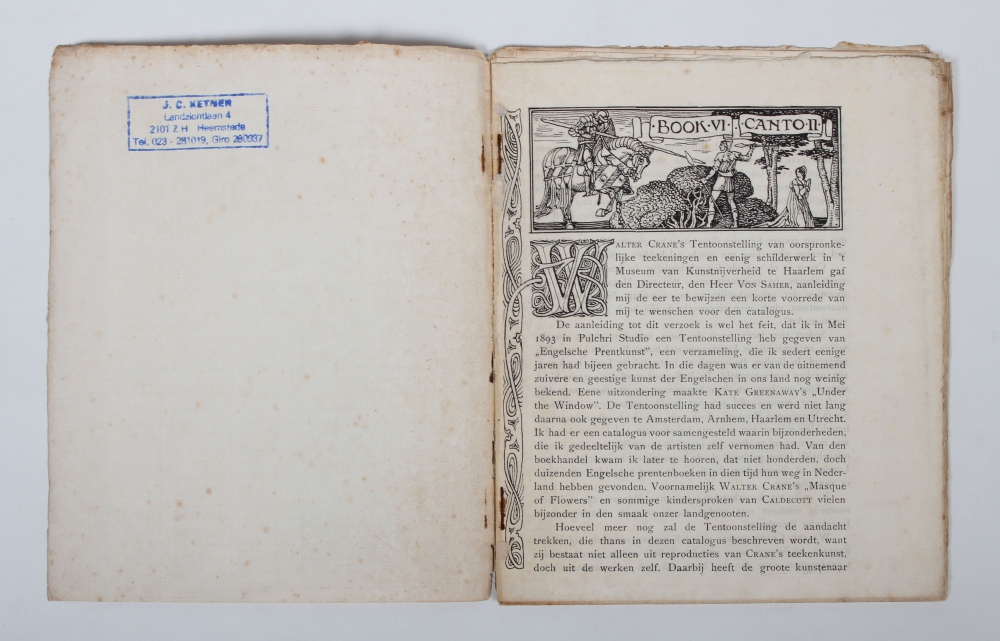 J. C. KEYNER
Landzichtlaan 4
2101 Z H Heemstede
Tel. 023 - 281019, Giro 280937
BOOK·VI CANTO·II
WALTER CRANE'S Tentoonstelling van oorspronke-
lijke teekeningen en eenig schilderwerk in 't
Museum van Kunstnijverheid te Haarlem gaf
den Directeur, den Heer VON SAHER, aanleiding
mij de eer te bewijzen een korte voorrede van
mij te wenschen voor den catalogus.
De aanleiding tot dit verzoek is wel het feit, dat ik in Mei
1893 in Pulchri Studio een Tentoonstelling heb gegeven van
„Engelsche Prentkunst", een verzameling, die ik sedert eenige
jaren had bijeen gebracht. In die dagen was er van de uitnemend
zuivere en geestige kunst der Engelschen in ons land nog weinig
bekend. Eene uitzondering maakte KATE GREENAWAY'S „Under
the Window". De Tentoonstelling had succes en werd niet lang
daarna ook gegeven te Amsterdam, Arnhem, Haarlem en Utrecht.
Ik had er een catalogus voor samengesteld waarin bijzonderheden,
die ik gedeeltelijk van de artisten zelf vernomen had. Van den
boekhandel kwam ik later te hooren, dat niet honderden, doch
duizenden Engelsche prentenboeken in dien tijd hun weg in Neder-
land hebben gevonden. Voornamelijk WALTER CRANE'S „Masque
of Flowers" en sommige kindersproken van CALDECOTT vielen
bijzonder in den smaak onzer landgenooten.
Hoeveel meer nog zal de Tentoonstelling de aandacht
trekken, die thans in dezen catalogus beschreven wordt, want
zij bestaat niet alleen uit reproducties van CRANE'S teekenkunst,
doch uit de werken zelf. Daarbij heeft de groote kunstenaar